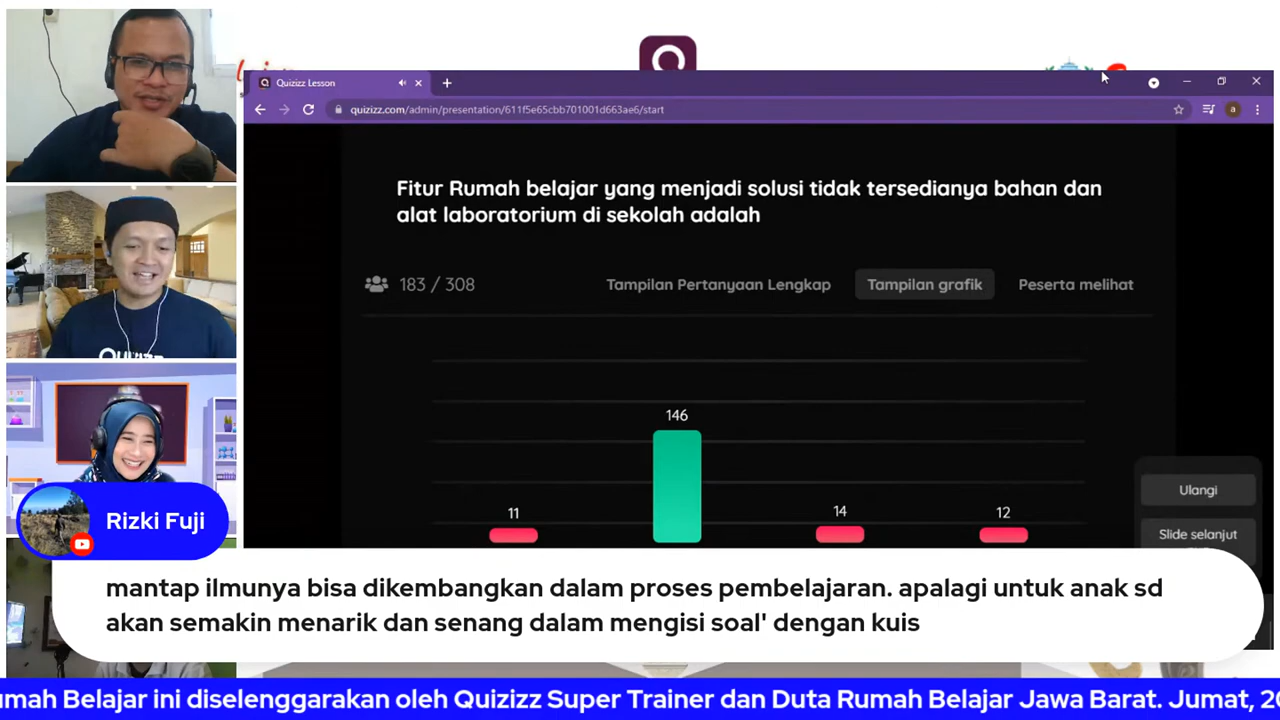 Quizizz Lesson
quizizz.com/admin/presentation/611f5e65cbb701001d663ae6/start
a
Fitur Rumah belajar yang menjadi solusi tidak tersedianya bahan dan
alat laboratorium di sekolah adalah
183 / 308
Tampilan Pertanyaan Lengkap
Tampilan grafik
Peserta melihat
146
11
14
12
Ulangi
Slide selanjut
Rizki Fuji
mantap ilmunya bisa dikembangkan dalam proses pembelajaran. apalagi untuk anak sd
akan semakin menarik dan senang dalam mengisi soal' dengan kuis
umah Belajar ini diselenggarakan oleh Quizizz Super Trainer dan Duta Rumah Belajar Jawa Barat. Jumat, 20